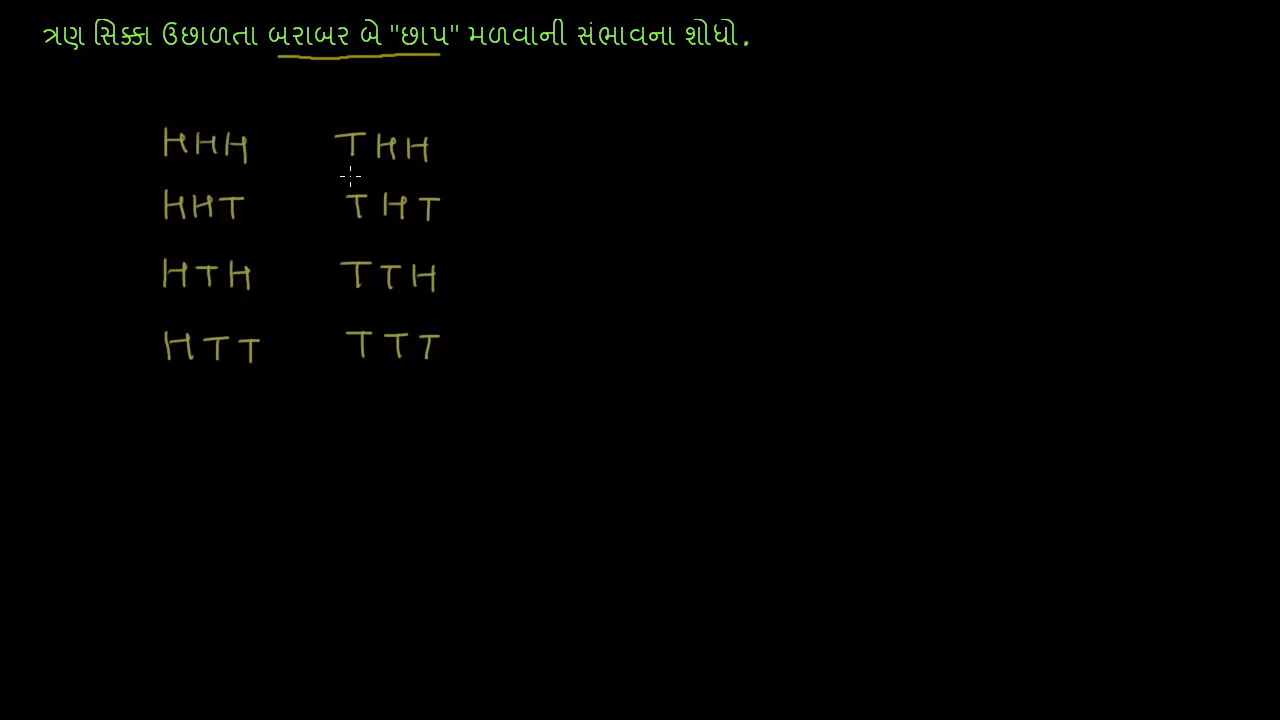 ત્રણ સિક્કા ઉછાળતા બરાબર બે "છાપ" મળવાની સંભાવના શોધો.
HHH THH
HHT THT
HTH TTH
HTT TTT